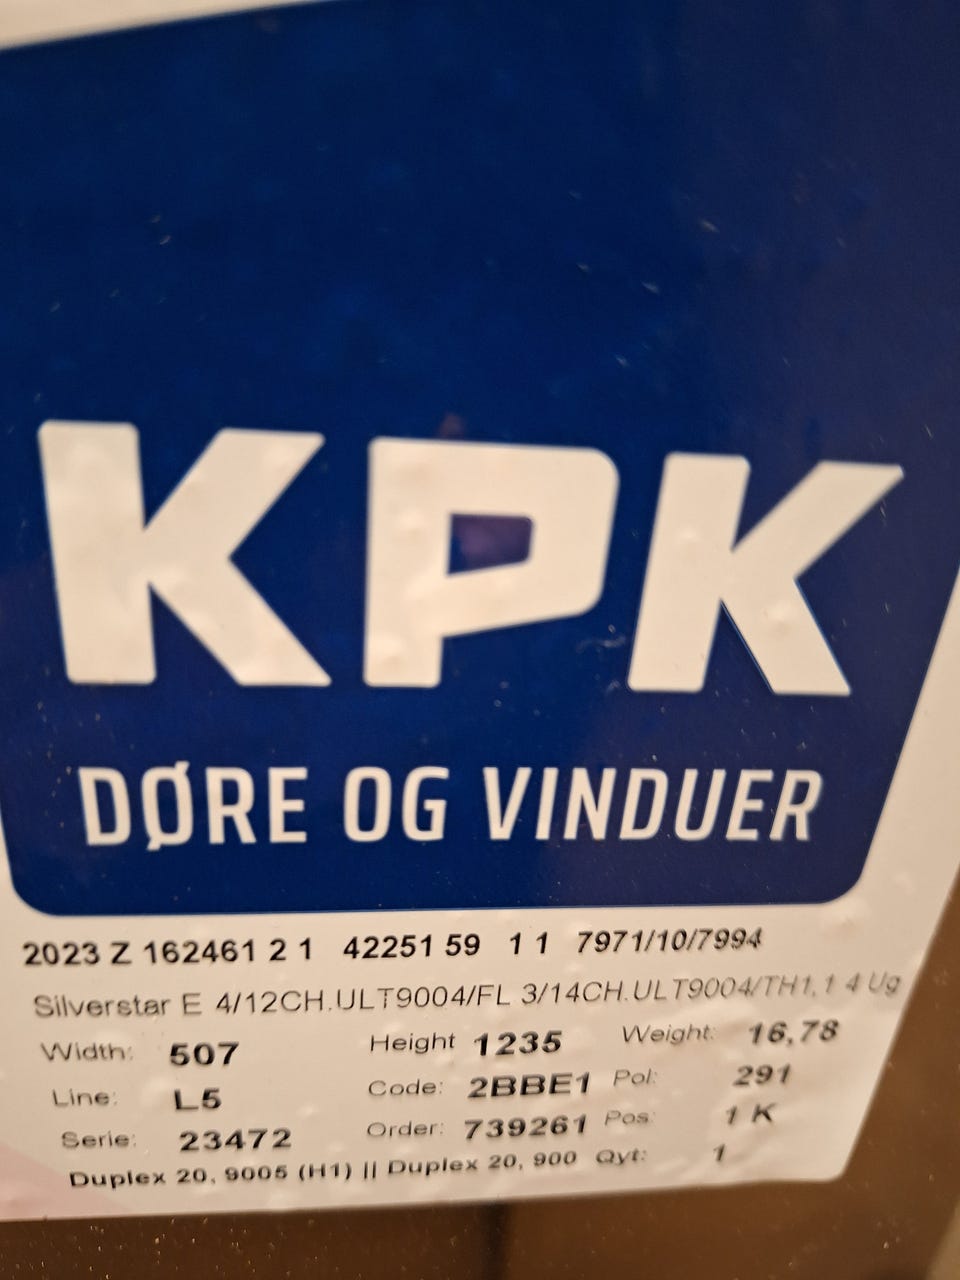 KPK
DØRE OG VINDUER
2023 Z 162461 2 1 42251 59 1 1 7971/10/7994
Silverstar E 4/12CH.ULT9004/FL 3/14CH.ULT9004/TH1,1 4 Ug
Width: 507 Height 1235 Weight: 16,78
Line: L5 Code: 2BBE1 Pol: 291
Serie: 23472 Order: 739261 Pos: 1 K
Duplex 20, 9005 (H1) || Duplex 20, 900 Qyt: 1